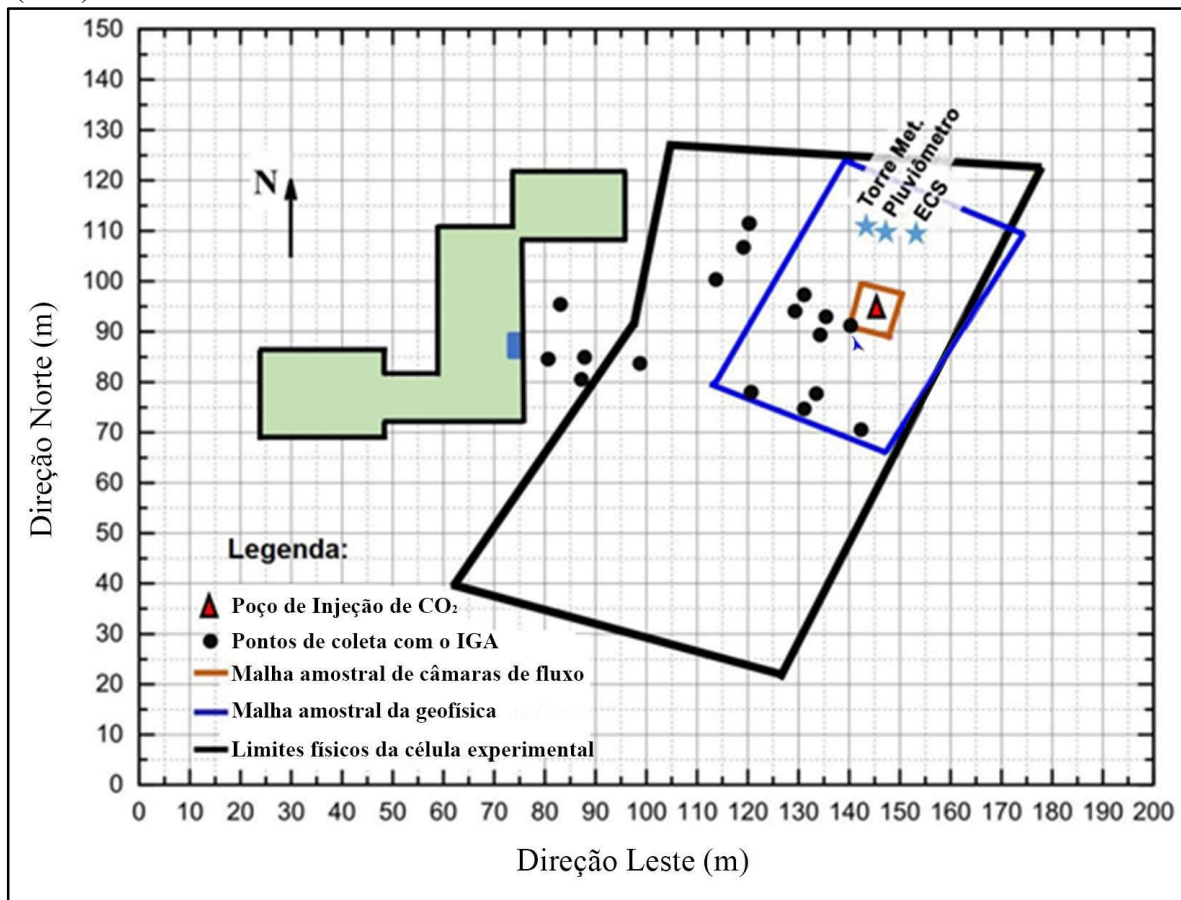 150
140
130
120
110
100
90
80
70
60
50
40
30
20
10
0
Direção Norte (m)
N
Torre Met.
Pluviômetro
ECS
Legenda:
Poço de Injeção de CO₂
Pontos de coleta com o IGA
Malha amostral de câmaras de fluxo
Malha amostral da geofísica
Limites físicos da célula experimental
0 10 20 30 40 50 60 70 80 90 100 110 120 130 140 150 160 170 180 190 200
Direção Leste (m)